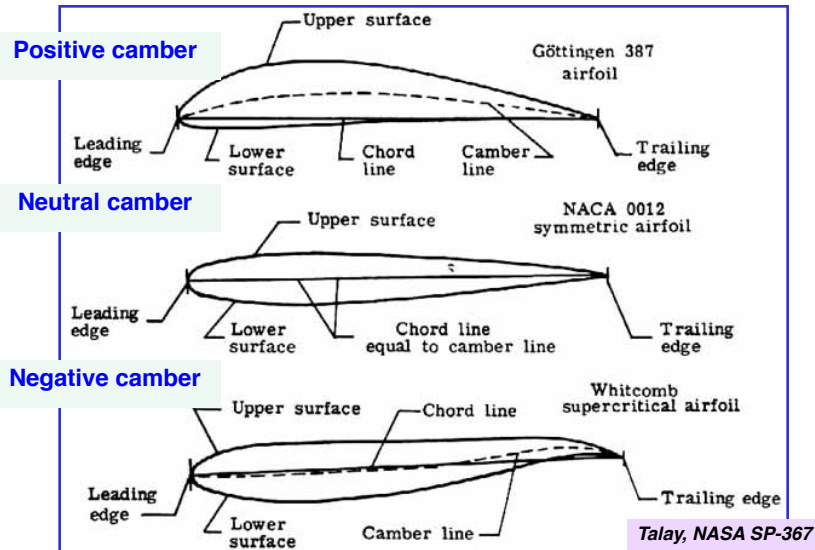 Positive camber
Upper surface
Göttingen 387
airfoil
Leading
edge
Lower
surface
Chord
line
Camber
line
Trailing
edge
Neutral camber
Upper surface
NACA 0012
symmetric airfoil
Leading
edge
Lower
surface
Chord line
equal to camber line
Trailing
edge
Negative camber
Upper surface
Chord line
Whitcomb
supercritical airfoil
Leading
edge
Lower
surface
Camber line
Trailing edge
Talay, NASA SP-367